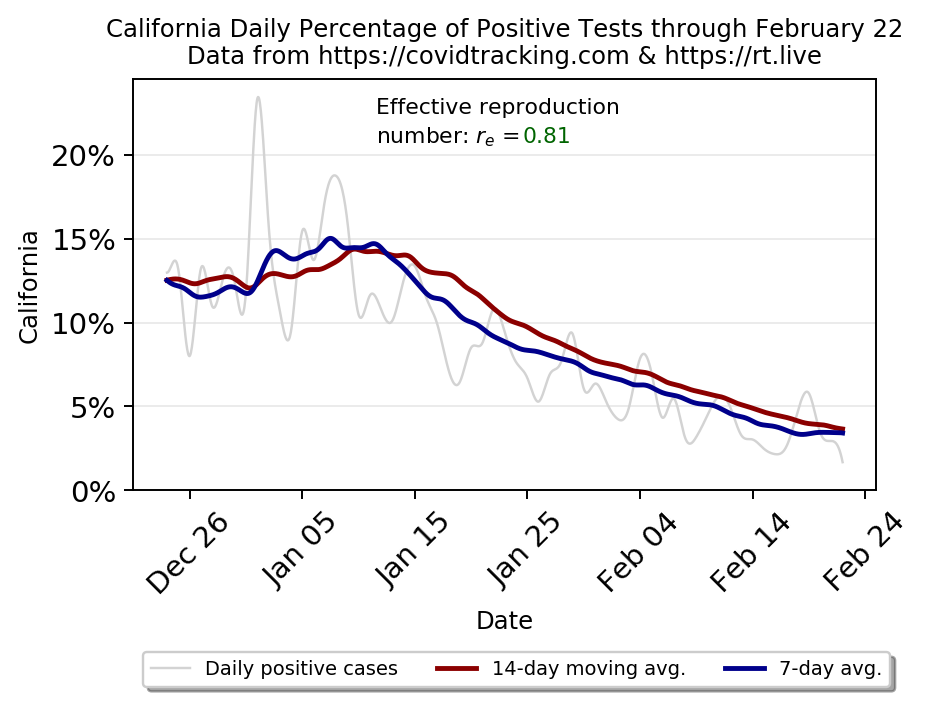 California Daily Percentage of Positive Tests through February 22
Data from https://covidtracking.com & https://rt.live
Effective reproduction
number: rₑ =0.81
20%
15%
10%
5%
0%
California
Dec 26
Jan 05
Jan 15
Jan 25
Feb 04
Feb 14
Feb 24
Date
Daily positive cases
14-day moving avg.
7-day avg.